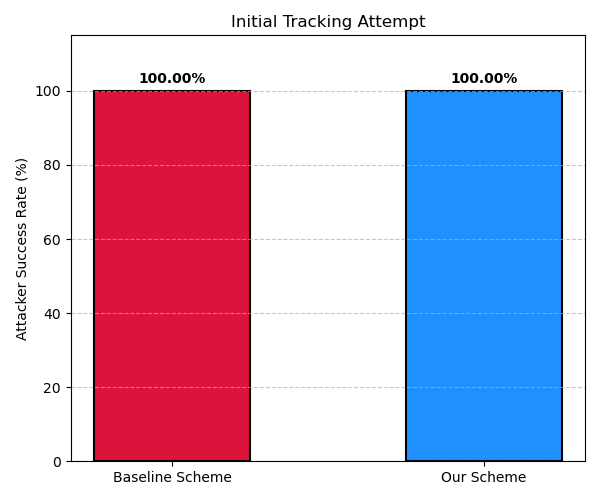 Initial Tracking Attempt
100.00%
100.00%
100
80
60
40
20
0
Attacker Success Rate (%)
Baseline Scheme
Our Scheme